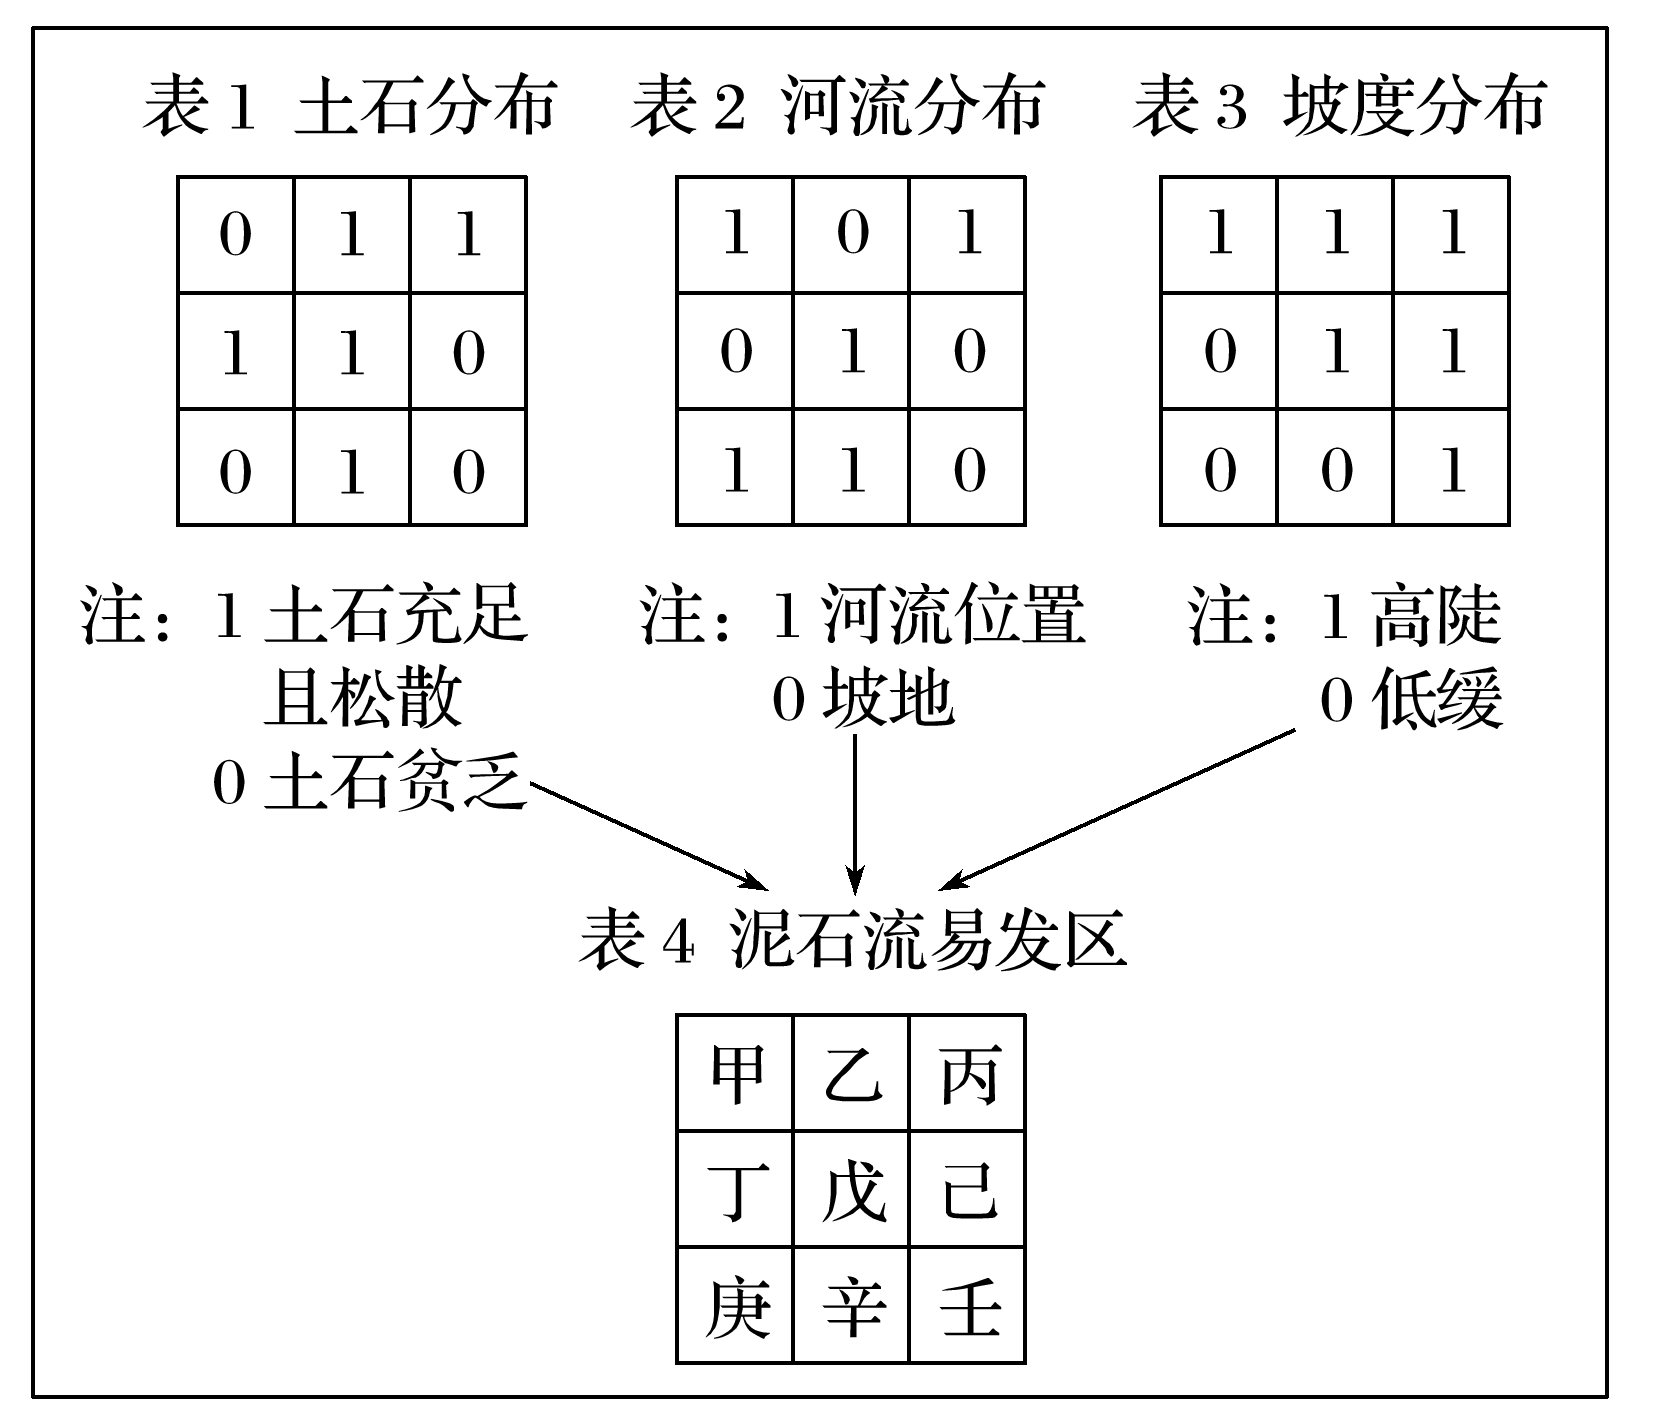 表1 土石分布 表2 河流分布 表3 坡度分布
0 1 1 1 0 1 1 1 1
1 1 0 0 1 0 0 1 1
0 1 0 1 1 0 0 0 1
注：1 土石充足 注：1 河流位置 注：1 高陡
且松散 0 坡地 0 低缓
0 土石贫乏
表4 泥石流易发区
甲 乙 丙
丁 戊 己
庚 辛 壬